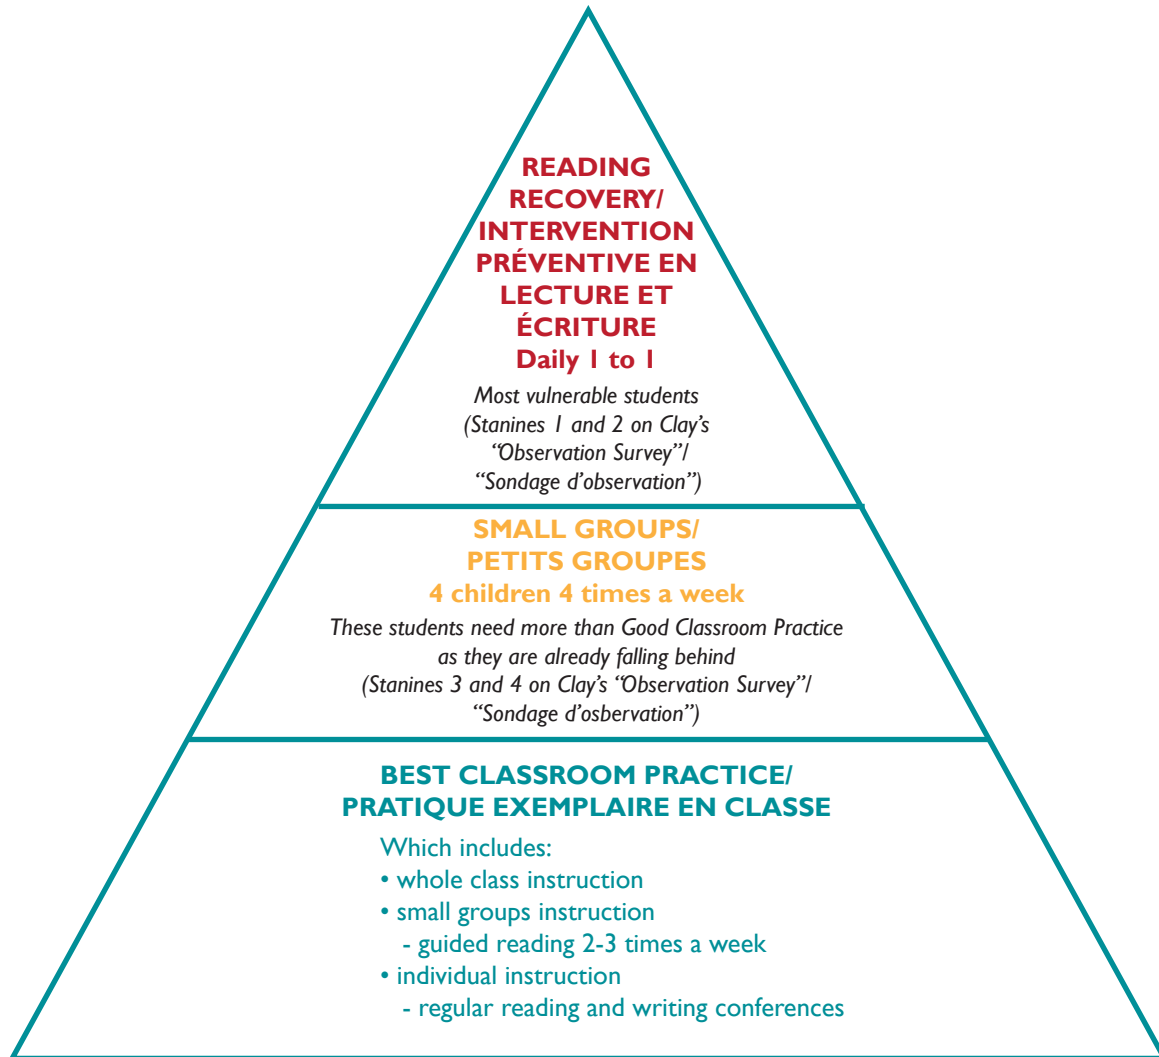 READING
RECOVERY/
INTERVENTION
PRÉVENTIVE EN
LECTURE ET
ÉCRITURE
Daily 1 to 1
Most vulnerable students
(Stanines 1 and 2 on Clay’s
“Observation Survey”/
“Sondage d’observation”)
SMALL GROUPS/
PETITS GROUPES
4 children 4 times a week
These students need more than Good Classroom Practice
as they are already falling behind
(Stanines 3 and 4 on Clay’s “Observation Survey”/
“Sondage d’osbervation”)
BEST CLASSROOM PRACTICE/
PRATIQUE EXEMPLAIRE EN CLASSE
Which includes:
• whole class instruction
• small groups instruction
- guided reading 2-3 times a week
• individual instruction
- regular reading and writing conferences